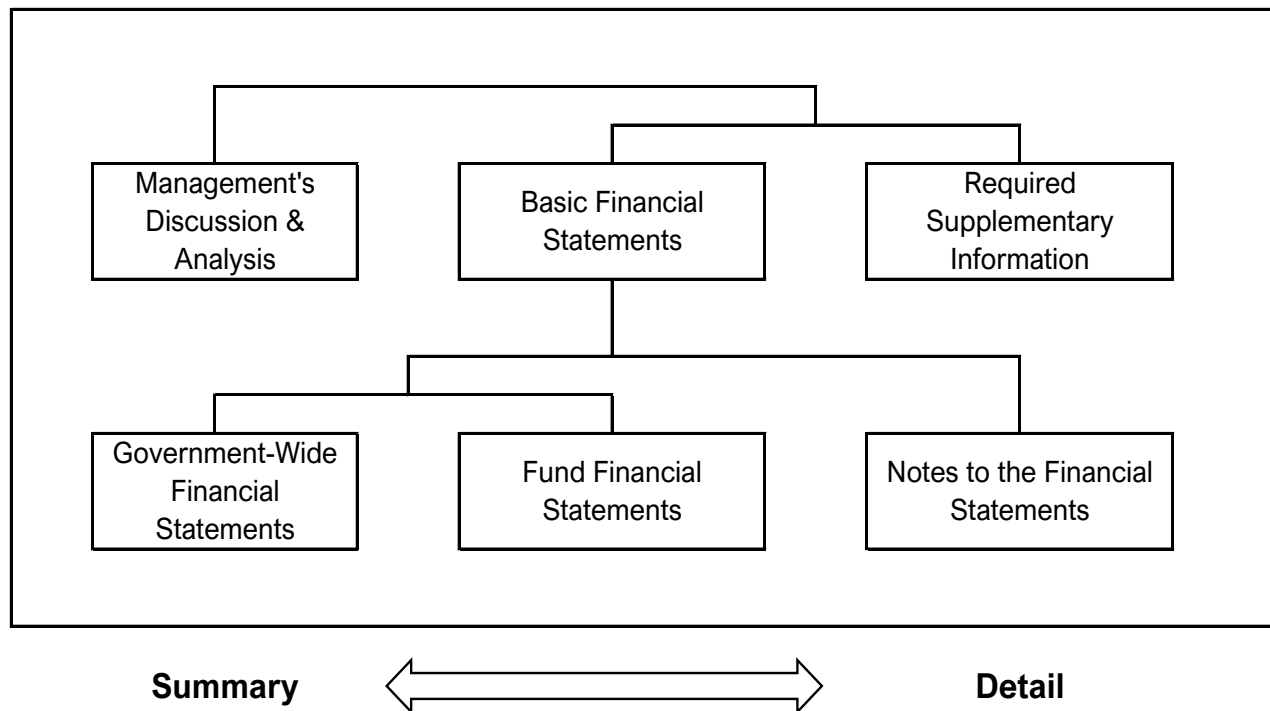 Management's
Discussion &
Analysis
Basic Financial
Statements
Required
Supplementary
Information
Government-Wide
Financial
Statements
Fund Financial
Statements
Notes to the Financial
Statements
Summary
Detail